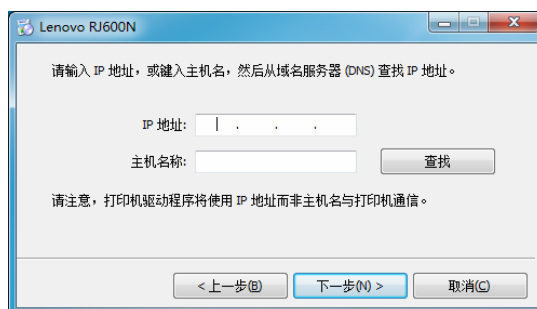 Lenovo RJ600N
请输入 IP 地址，或键入主机名，然后从域名服务器 (DNS) 查找 IP 地址。
IP 地址: . . .
主机名称: 查找
请注意，打印机驱动程序将使用 IP 地址而非主机名与打印机通信。
< 上一步(B) 下一步(N) > 取消(C)